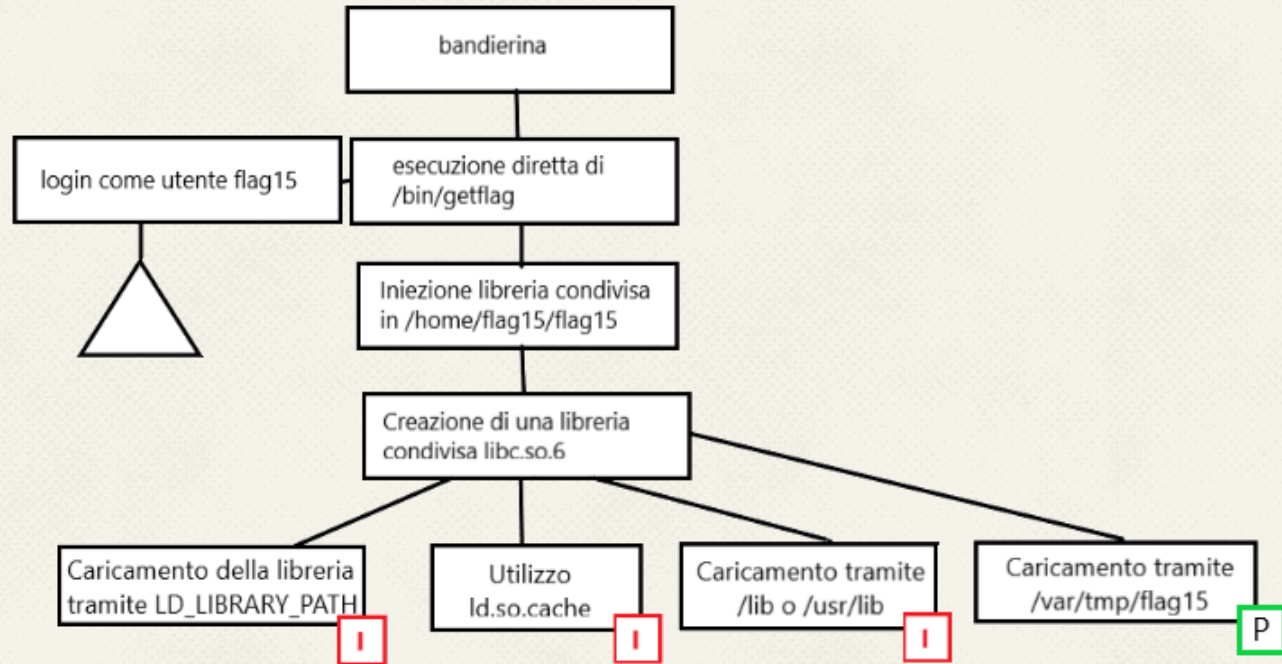 bandierina
login come utente flag15
esecuzione diretta di
/bin/getflag
Iniezione libreria condivisa
in /home/flag15/flag15
Creazione di una libreria
condivisa libc.so.6
Caricamento della libreria
tramite LD_LIBRARY_PATH
I
Utilizzo
ld.so.cache
I
Caricamento tramite
/lib o /usr/lib
I
Caricamento tramite
/var/tmp/flag15
P